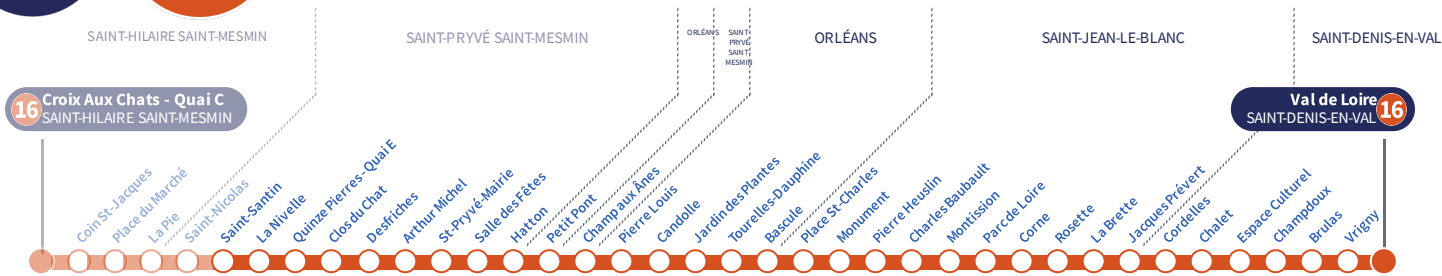 SAINT-HILAIRE SAINT-MESMIN
SAINT-PRYVÉ SAINT-MESMIN
ORLÉANS
SAINT
PRYVÉ
SAINT
MESMIN
ORLÉANS
SAINT-JEAN-LE-BLANC
SAINT-DENIS-EN-VAL
16 Croix Aux Chats - Quai C
SAINT-HILAIRE SAINT-MESMIN
Val de Loire 16
SAINT-DENIS-EN-VAL
Coin St-Jacques
Place du Marché
La Pie
Saint-Nicolas
Saint-Santin
La Nivelle
Quinze Pierres - Quai E
Clos du Chat
Desfriches
Arthur Michel
St-Pryvé-Mairie
Salle des Fêtes
Hatton
Petit Pont
Champ aux Ânes
Pierre Louis
Candolle
Jardin des Plantes
Tourelles-Dauphine
Bascule
Place St-Charles
Monument
Pierre Heuslin
Charles Baubault
Montission
Parc de Loire
Corne
Rosette
La Brette
Jacques Prévert
Cordelles
Chalet
Espace Culturel
Champdoux
Brulas
Vrigny